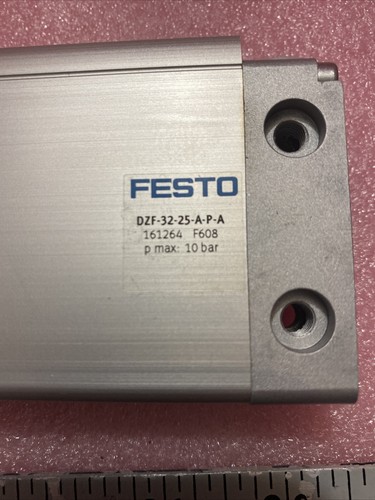 FESTO
DZF-32-25-A-P-A
161264 F608
p max: 10 bar